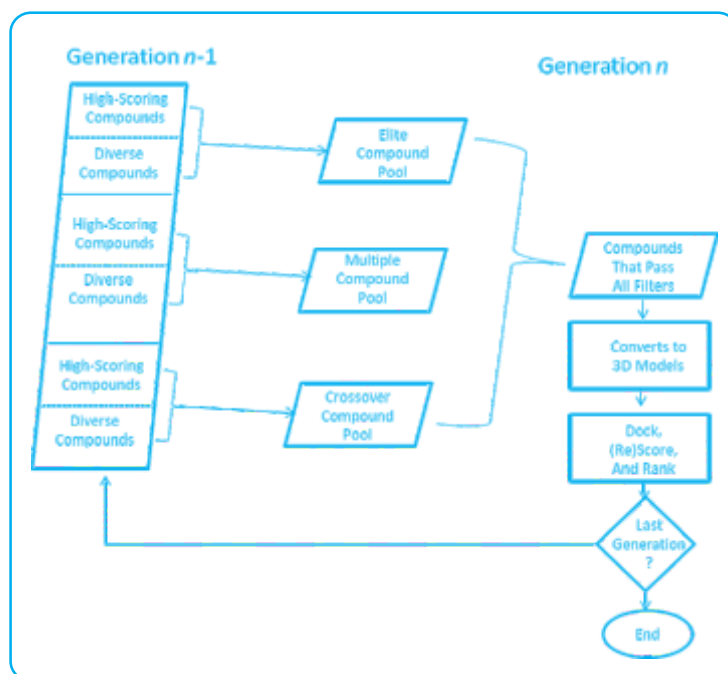 Generation n-1
Generation n
High-Scoring
Compounds
Diverse
Compounds
High-Scoring
Compounds
Diverse
Compounds
High-Scoring
Compounds
Diverse
Compounds
Elite
Compound
Pool
Multiple
Compound
Pool
Crossover
Compound
Pool
Compounds
That Pass
All Filters
Converts to
3D Models
Dock,
(Re)Score,
And Rank
Last
Generation
?
End